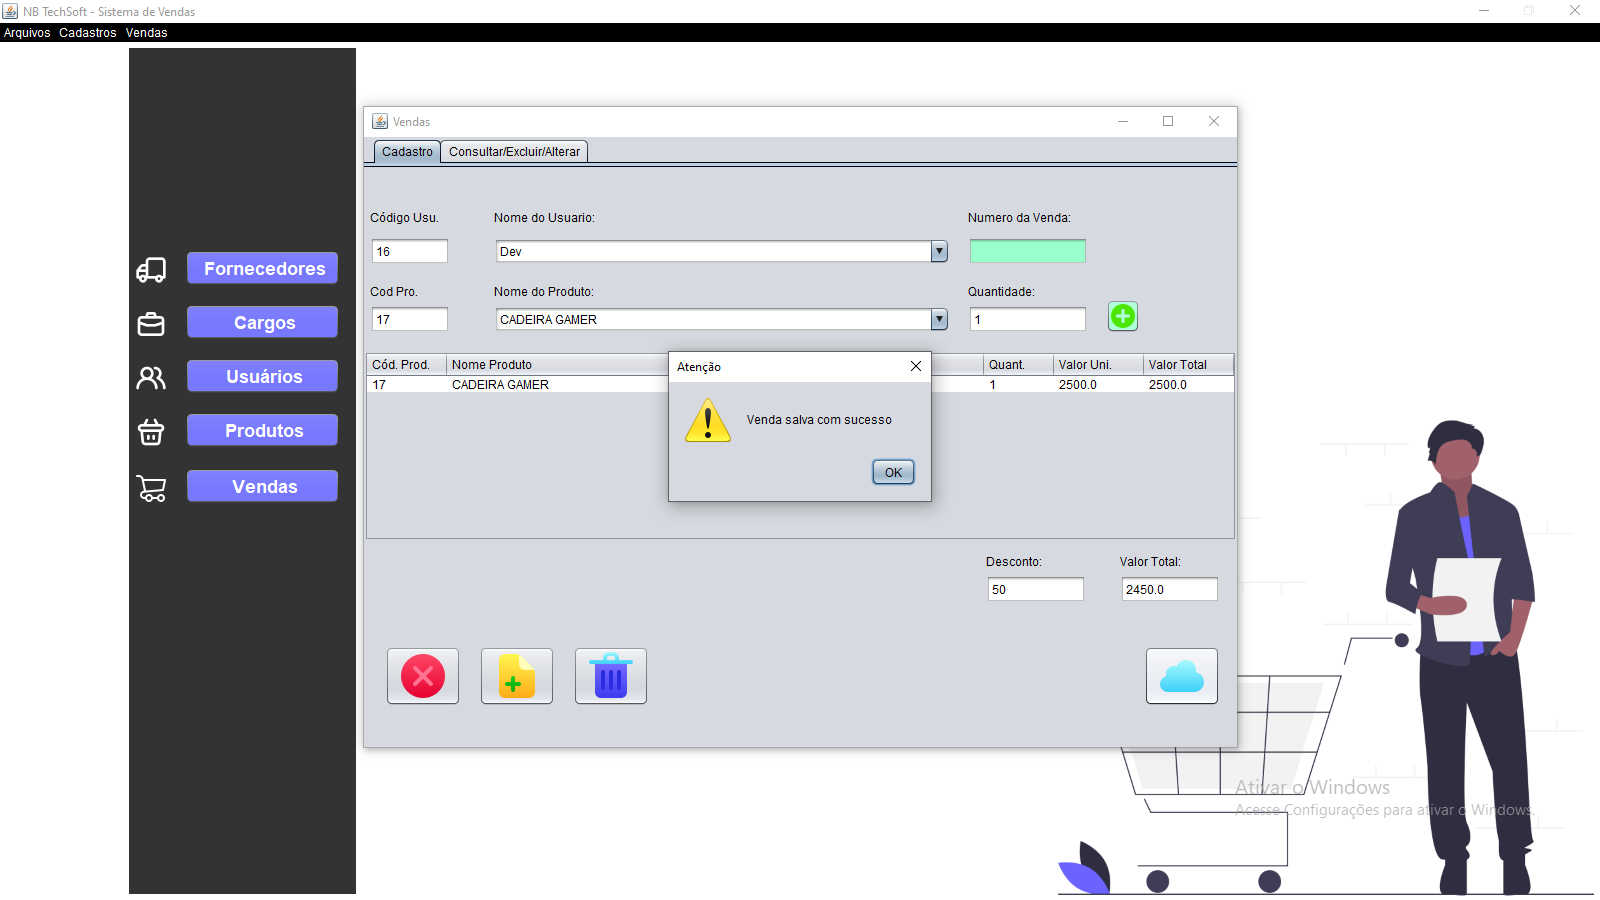 NB TechSoft - Sistema de Vendas
Arquivos Cadastros Vendas
Vendas
Cadastro Consultar/Excluir/Alterar
Código Usu. Nome do Usuario: Numero da Venda:
16 Dev
Cod Pro. Nome do Produto: Quantidade:
17 CADEIRA GAMER 1
Cód. Prod. Nome Produto Quant. Valor Uni. Valor Total
17 CADEIRA GAMER 1 2500.0 2500.0
Atenção
Venda salva com sucesso
OK
Desconto: Valor Total:
50 2450.0
Fornecedores
Cargos
Usuários
Produtos
Vendas
Ativar o Windows
Acesse Configurações para ativar o Windows.